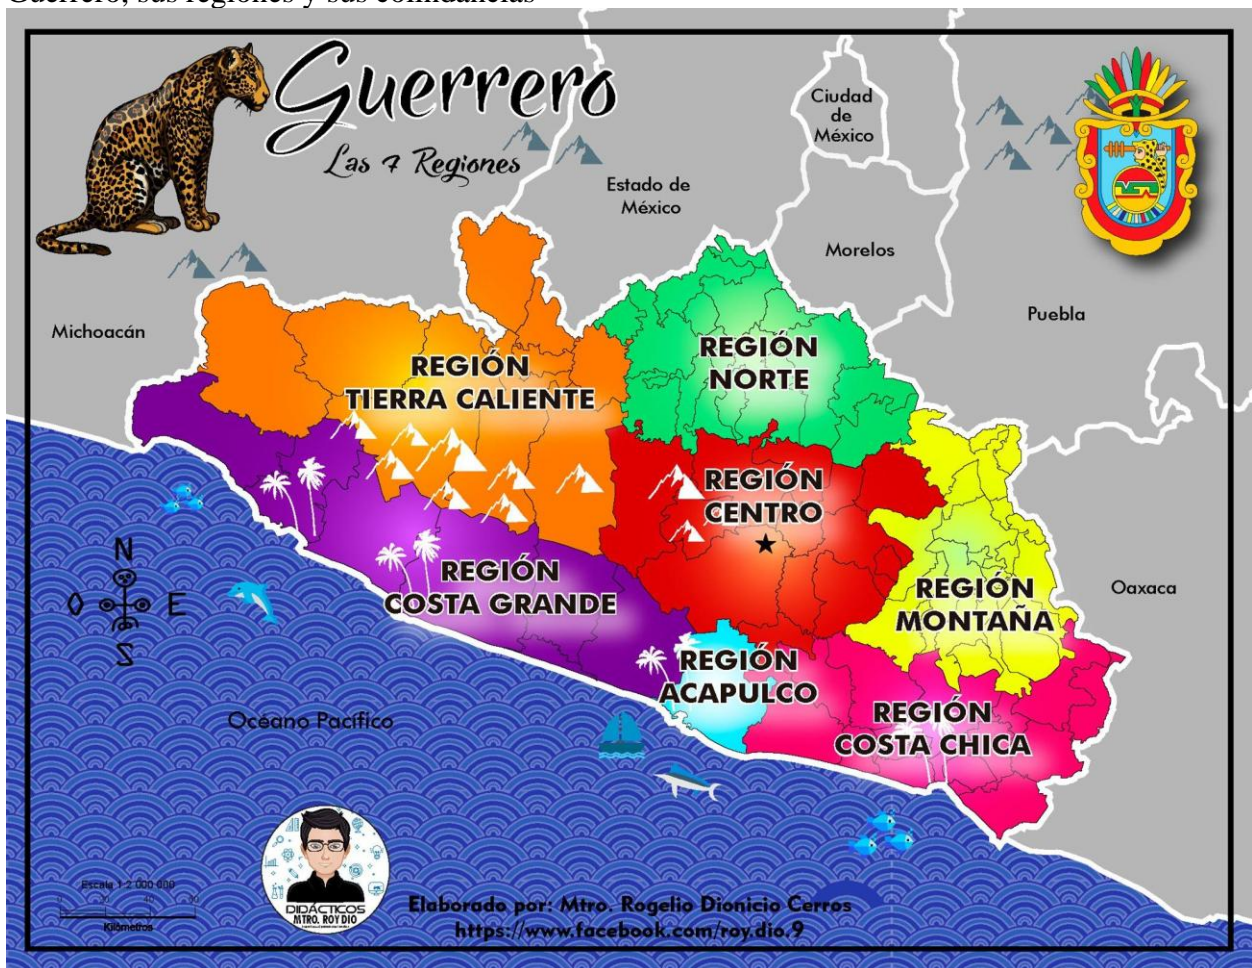 Guerrero, sus regiones y sus colindancias
Guerrero
Las 7 Regiones
Ciudad
de
México
Estado de
México
Morelos
Puebla
Michoacán
REGIÓN
TIERRA CALIENTE
REGIÓN
NORTE
REGIÓN
CENTRO
REGIÓN
COSTA GRANDE
REGIÓN
MONTAÑA
Oaxaca
N
O E
S
REGIÓN
ACAPULCO
REGIÓN
COSTA CHICA
Océano Pacífico
Escala 1:2 000 000
Kilómetros
DIDÁCTICOS
MTRO. ROY DIO
Elaborado por: Mtro. Rogelio Dionicio Cerros
https://www.facebook.com/roy.dio.9